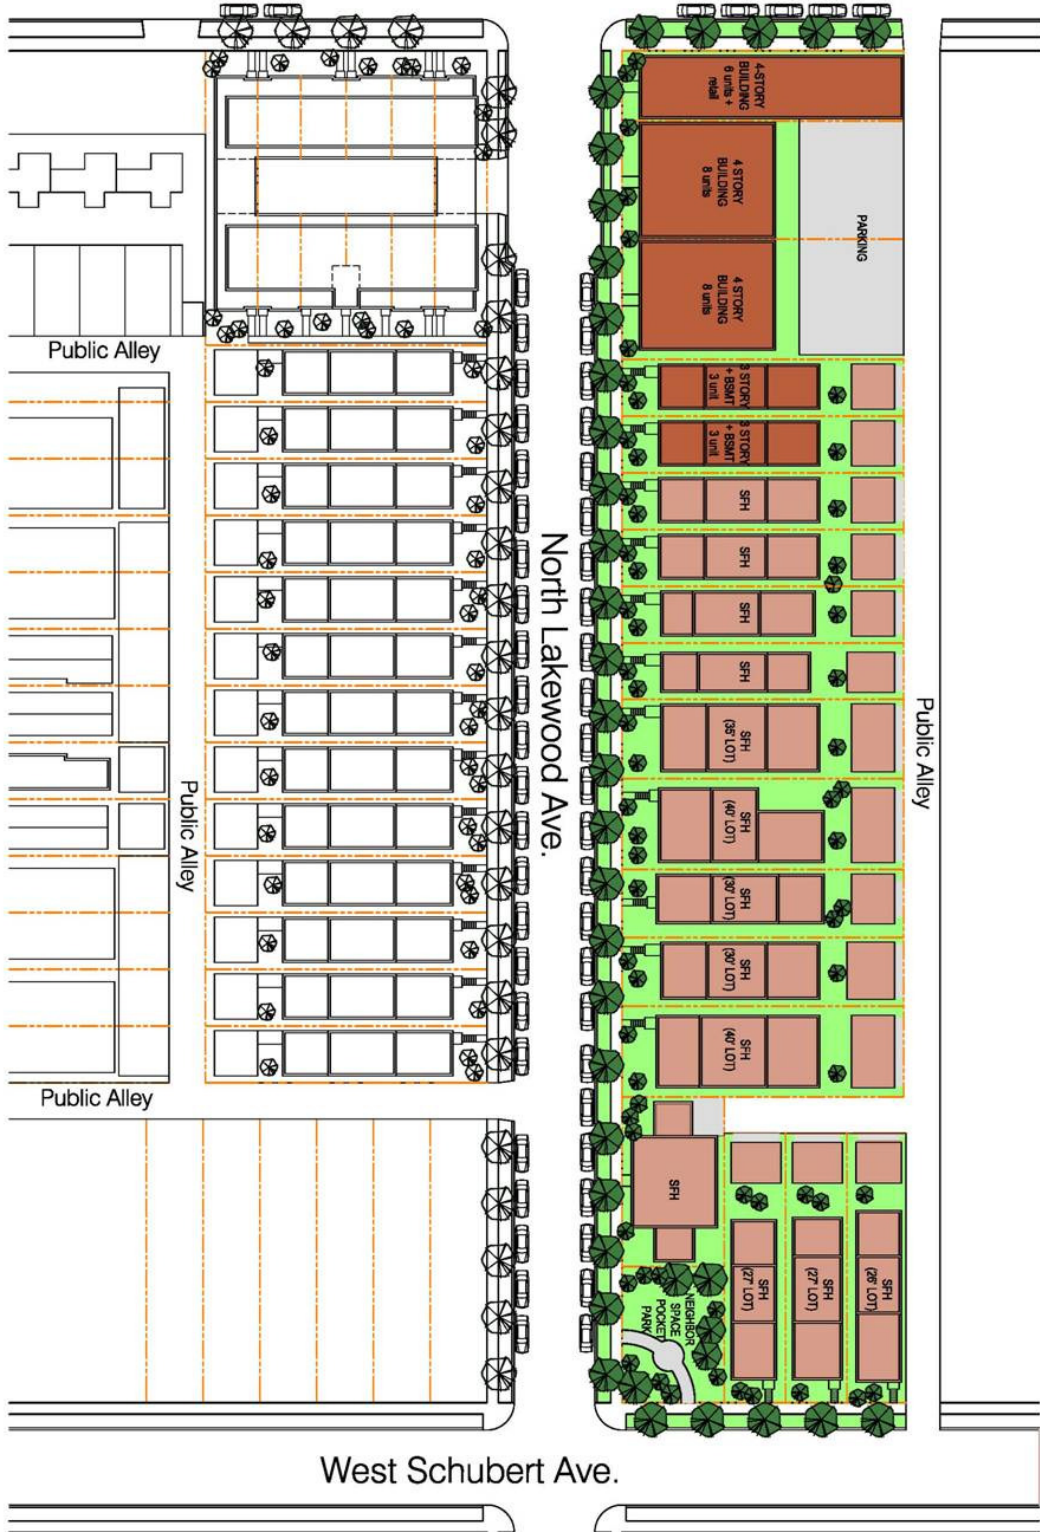 4-STORY
BUILDING
6 units +
retail
4 STORY
BUILDING
8 units
PARKING
4 STORY
BUILDING
8 units
Public Alley
3 STORY
+ BSMT
3 unit
3 STORY
+ BSMT
3 unit
SFH
SFH
North Lakewood Ave.
SFH
SFH
Public Alley
SFH
(35' LOT)
Public Alley
SFH
(40' LOT)
SFH
(30' LOT)
SFH
(30' LOT)
SFH
(40' LOT)
Public Alley
SFH
SFH
(27' LOT)
SFH
(27' LOT)
SFH
(26' LOT)
NEIGHBOR
SPACE
POCKET
PARK
West Schubert Ave.